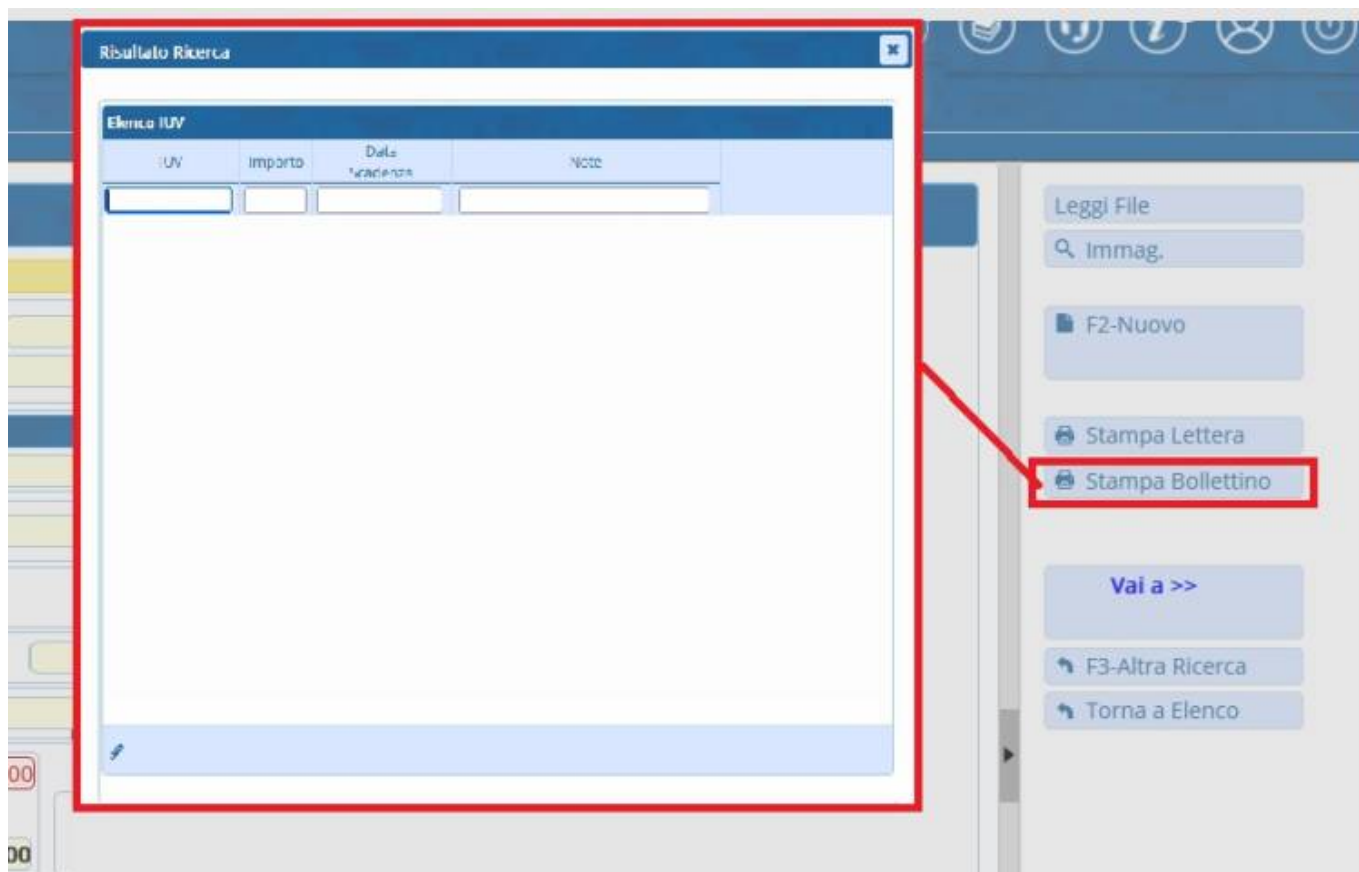 Risultato Ricerca
Elenco IUV
IUV Importo Data Scadenza Note
Leggi File
Immag.
F2-Nuovo
Stampa Lettera
Stampa Bollettino
Vai a >>
F3-Altra Ricerca
Torna a Elenco
00
00